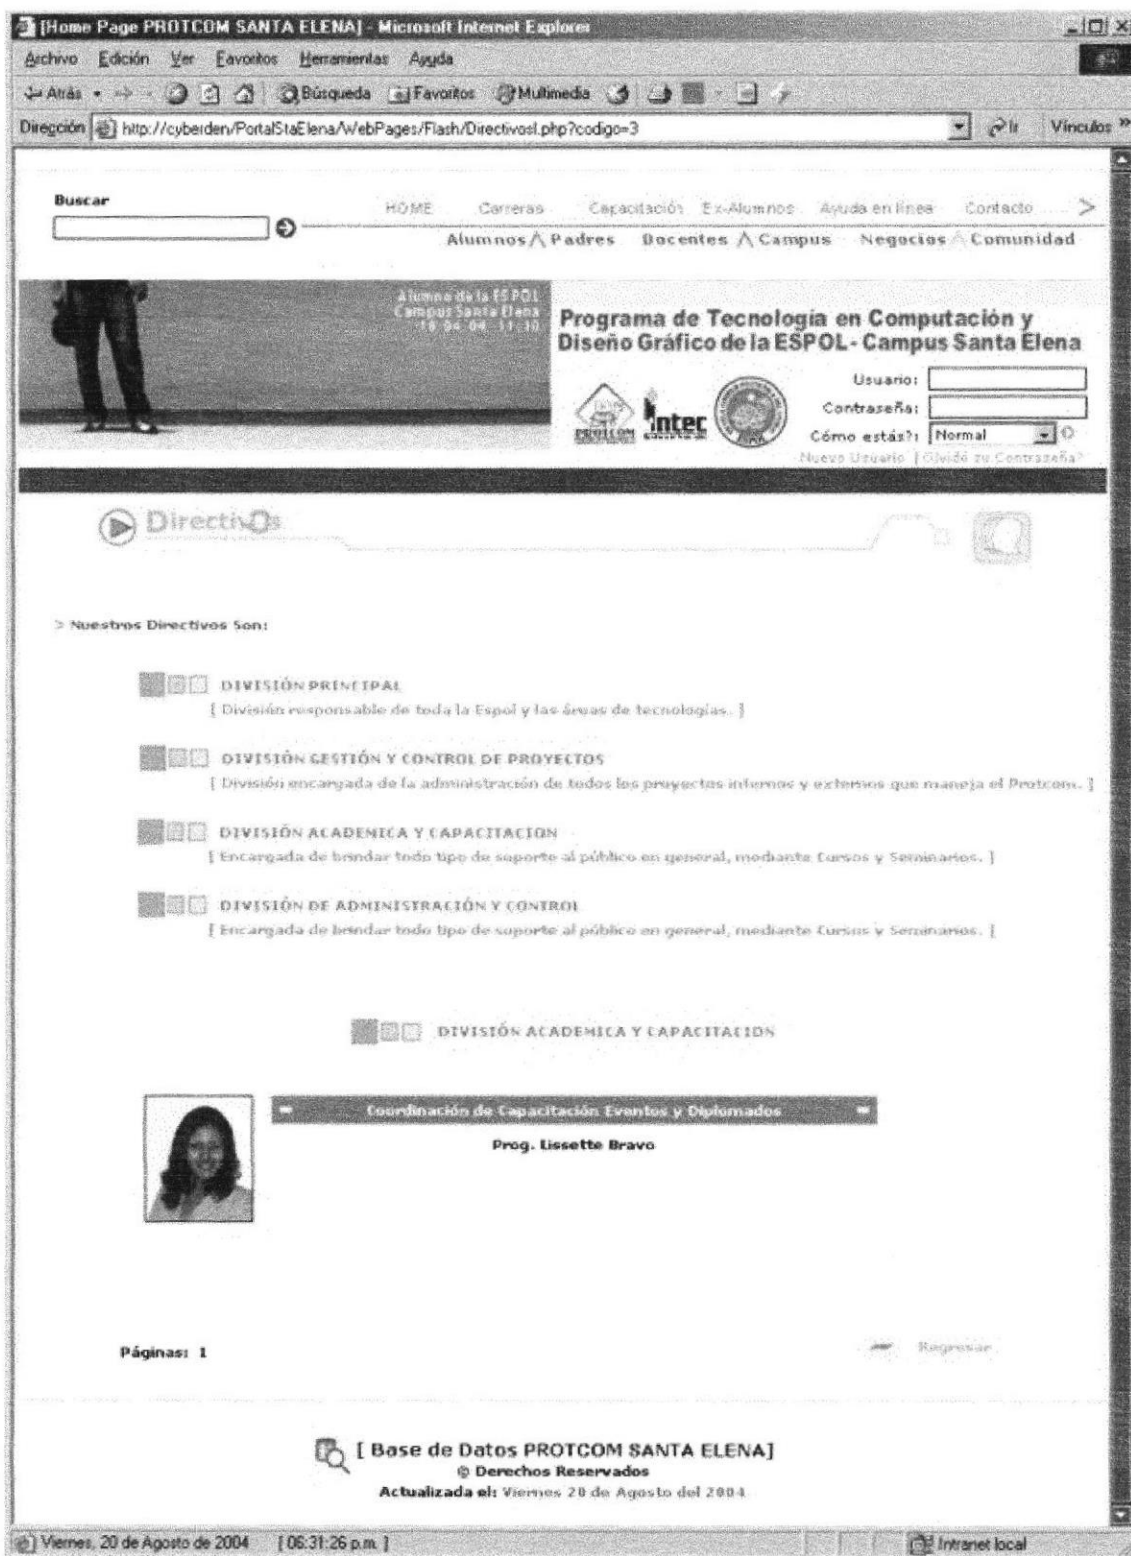 [Home Page PROTCOM SANTA ELENA] - Microsoft Internet Explorer
Archivo Edición Ver Favoritos Herramientas Ayuda
Atrás Búsqueda Favoritos Multimedia
Dirección http://cyberden/PortalStaElena/WebPages/Flash/DirectivosI.php?codigo=3 Ir Vínculos »
Buscar
HOME Carreras Capacitación Ex-Alumnos Ayuda en línea Contacto >
Alumnos Padres Docentes Campus Negocios Comunidad
Alumno de la ESPOL
Campus Santa Elena
Programa de Tecnología en Computación y
Diseño Gráfico de la ESPOL- Campus Santa Elena
Usuario:
PROTCOM intec
Contraseña:
Cómo estás?: Normal
Nuevo Usuario | Olvidó su Contraseña?
DirectivOs
> Nuestros Directivos Son:
DIVISIÓN PRINCIPAL
[ División responsable de toda la Espol y las áreas de tecnologías. ]
DIVISIÓN GESTIÓN Y CONTROL DE PROYECTOS
[ División encargada de la administración de todos los proyectos internos y externos que maneja el Protcom. ]
DIVISIÓN ACADEMICA Y CAPACITACION
[ Encargada de brindar todo tipo de soporte al público en general, mediante Cursos y Seminarios. ]
DIVISIÓN DE ADMINISTRACIÓN Y CONTROL
[ Encargada de brindar todo tipo de soporte al público en general, mediante Cursos y Seminarios. ]
DIVISIÓN ACADEMICA Y CAPACITACION
Coordinación de Capacitación Eventos y Diplomados
Prog. Lissette Bravo
Páginas: 1
Regresar
[ Base de Datos PROTCOM SANTA ELENA]
© Derechos Reservados
Actualizada el: Viernes 20 de Agosto del 2004
Viernes, 20 de Agosto de 2004 [ 06:31:26 p.m. ] Intranet local